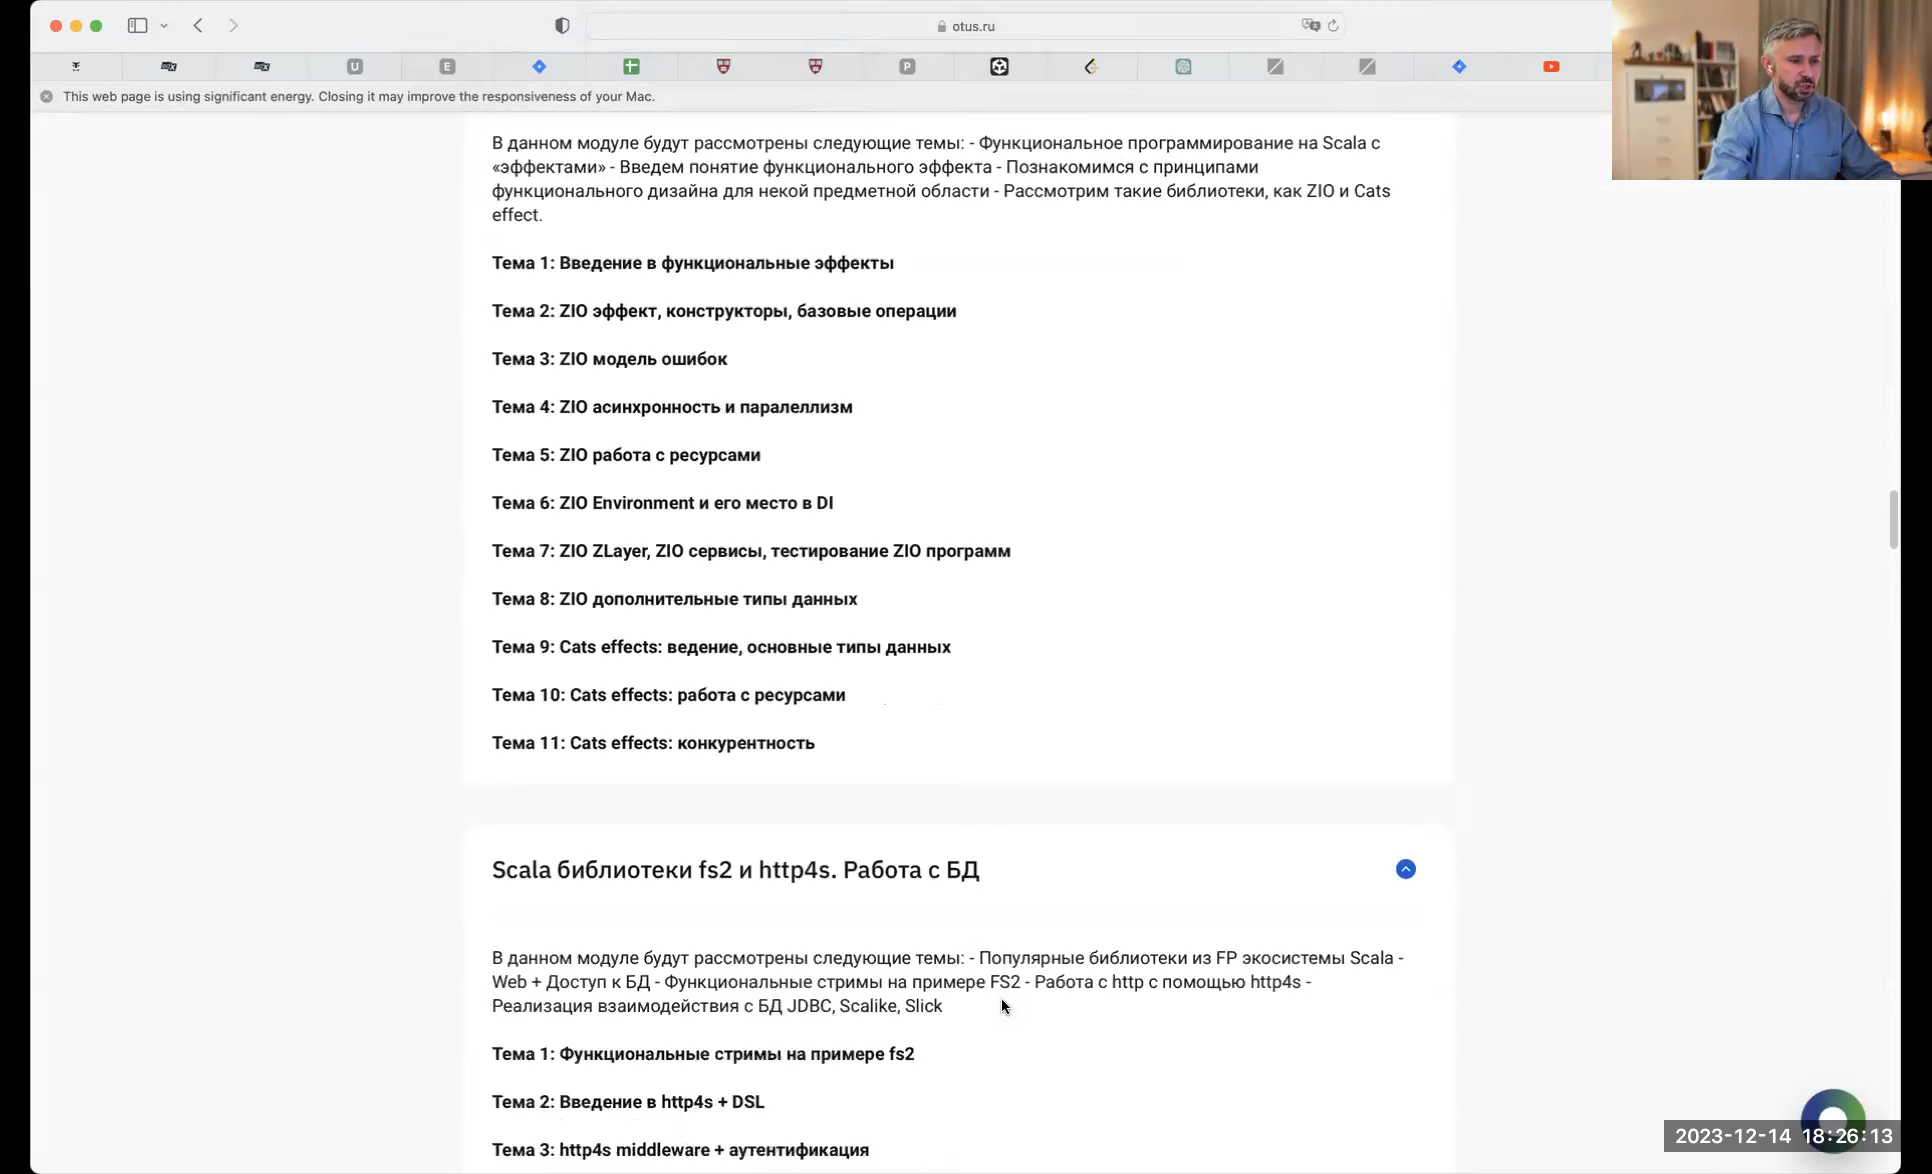 otus.ru
U
E
P
This web page is using significant energy. Closing it may improve the responsiveness of your Mac.
В данном модуле будут рассмотрены следующие темы: - Функциональное программирование на Scala с
«эффектами» - Введем понятие функционального эффекта - Познакомимся с принципами
функционального дизайна для некой предметной области - Рассмотрим такие библиотеки, как ZIO и Cats
effect.
Тема 1: Введение в функциональные эффекты
Тема 2: ZIO эффект, конструкторы, базовые операции
Тема 3: ZIO модель ошибок
Тема 4: ZIO асинхронность и паралеллизм
Тема 5: ZIO работа с ресурсами
Тема 6: ZIO Environment и его место в DI
Тема 7: ZIO ZLayer, ZIO сервисы, тестирование ZIO программ
Тема 8: ZIO дополнительные типы данных
Тема 9: Cats effects: ведение, основные типы данных
Тема 10: Cats effects: работа с ресурсами
Тема 11: Cats effects: конкурентность
Scala библиотеки fs2 и http4s. Работа с БД
В данном модуле будут рассмотрены следующие темы: - Популярные библиотеки из FP экосистемы Scala -
Web + Доступ к БД - Функциональные стримы на примере FS2 - Работа с http с помощью http4s -
Реализация взаимодействия с БД JDBC, Scalike, Slick
Тема 1: Функциональные стримы на примере fs2
Тема 2: Введение в http4s + DSL
Тема 3: http4s middleware + аутентификация
2023-12-14 18:26:13